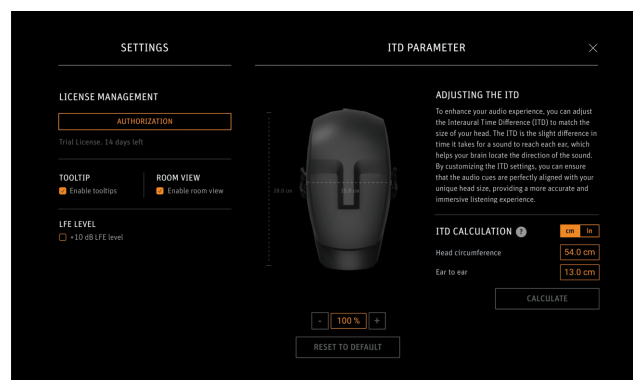 SETTINGS
LICENSE MANAGEMENT
AUTHORIZATION
Trial License. 14 days left
TOOLTIP
Enable tooltips
ROOM VIEW
Enable room view
LFE LEVEL
+10 dB LFE level
ITD PARAMETER
- 100 % +
RESET TO DEFAULT
ADJUSTING THE ITD
To enhance your audio experience, you can adjust
the Interaural Time Difference (ITD) to match the
size of your head. The ITD is the slight difference in
time it takes for a sound to reach each ear, which
helps your brain locate the direction of the sound.
By customizing the ITD settings, you can ensure
that the audio cues are perfectly aligned with your
unique head size, providing a more accurate and
immersive listening experience.
ITD CALCULATION ?
cm in
Head circumference 54.0 cm
Ear to ear 13.0 cm
CALCULATE